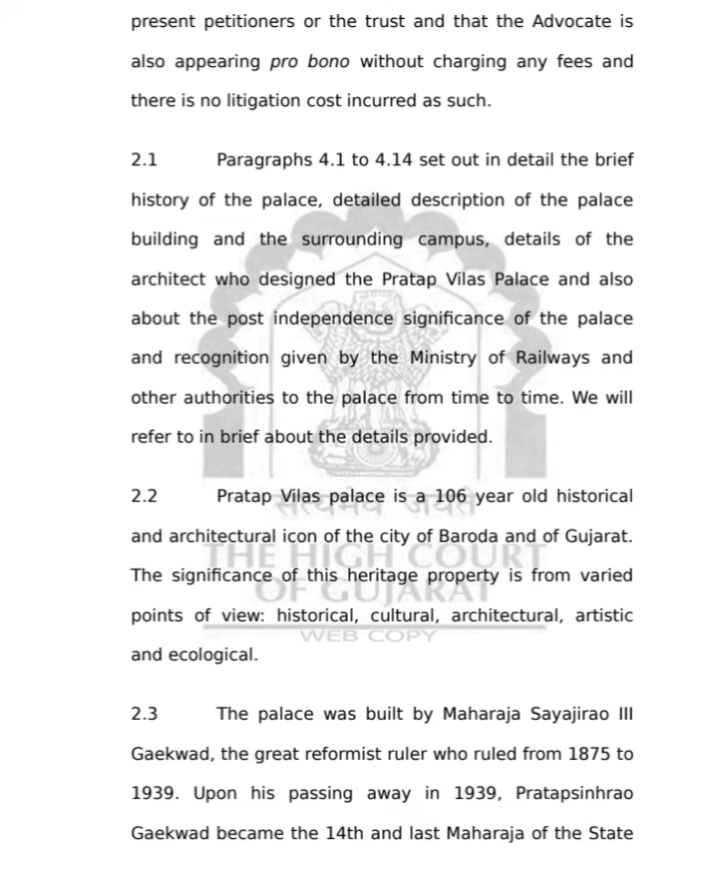 present petitioners or the trust and that the Advocate is
also appearing pro bono without charging any fees and
there is no litigation cost incurred as such.
2.1 Paragraphs 4.1 to 4.14 set out in detail the brief
history of the palace, detailed description of the palace
building and the surrounding campus, details of the
architect who designed the Pratap Vilas Palace and also
about the post independence significance of the palace
and recognition given by the Ministry of Railways and
other authorities to the palace from time to time. We will
refer to in brief about the details provided.
सत्यमेव जयते
2.2 Pratap Vilas palace is a 106 year old historical
and architectural icon of the city of Baroda and of Gujarat.
THE HIGH COURT
The significance of this heritage property is from varied
OF GUJARAT
points of view: historical, cultural, architectural, artistic
WEB COPY
and ecological.
2.3 The palace was built by Maharaja Sayajirao III
Gaekwad, the great reformist ruler who ruled from 1875 to
1939. Upon his passing away in 1939, Pratapsinhrao
Gaekwad became the 14th and last Maharaja of the State